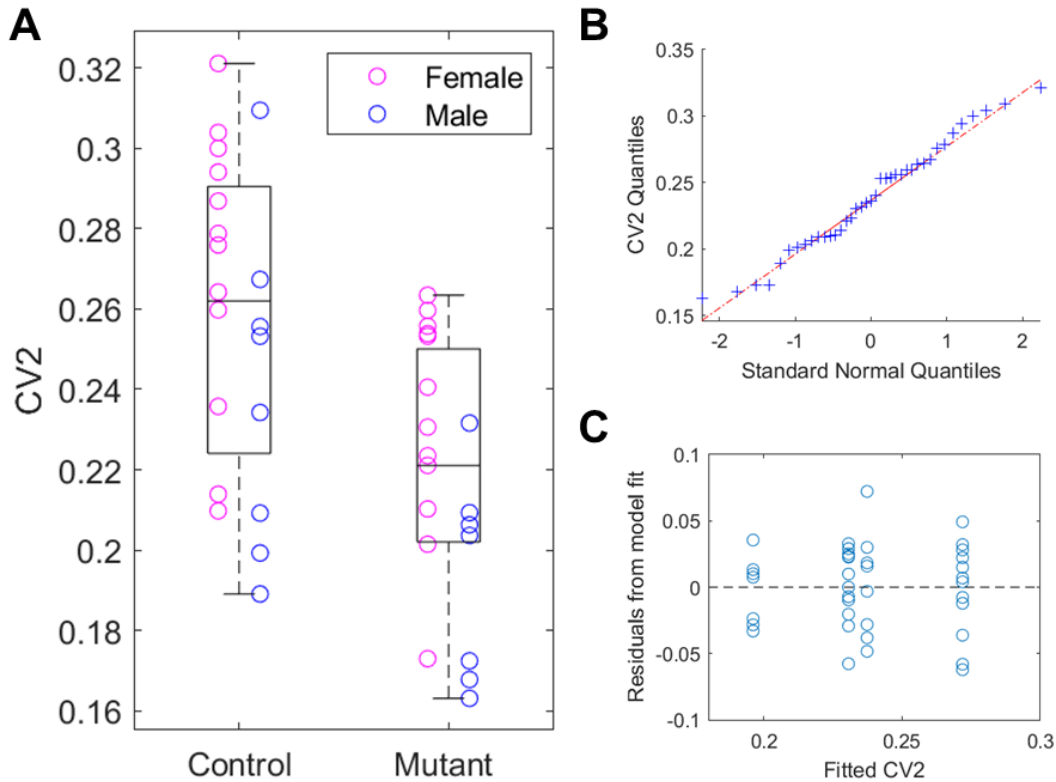 A
CV2
0.32
0.3
0.28
0.26
0.24
0.22
0.2
0.18
0.16
Female
Male
Control
Mutant
B
CV2 Quantiles
0.35
0.3
0.25
0.2
0.15
-2
-1
0
1
2
Standard Normal Quantiles
C
Residuals from model fit
0.1
0.05
0
-0.05
-0.1
0.2
0.25
0.3
Fitted CV2